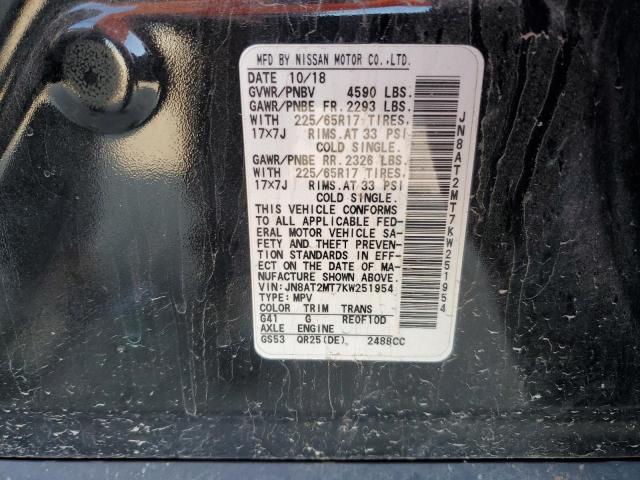 MFD BY NISSAN MOTOR CO.,LTD.
DATE 10/18
GVWR/PNBV 4590 LBS.
GAWR/PNBE FR. 2293 LBS.
WITH 225/65R17 TIRES,
17×7J RIMS,AT 33 PSI
COLD SINGLE.
GAWR/PNBE RR. 2326 LBS.
WITH 225/65R17 TIRES,
17×7J RIMS,AT 33 PSI
COLD SINGLE.
THIS VEHICLE CONFORMS
TO ALL APPLICABLE FED-
ERAL MOTOR VEHICLE SA-
FETY AND THEFT PREVEN-
TION STANDARDS IN EFF-
ECT ON THE DATE OF MA-
NUFACTURE SHOWN ABOVE.
VIN:JN8AT2MT7KW251954
TYPE:MPV
COLOR TRIM TRANS
G41 G RE0F10D
AXLE ENGINE
GS53 QR25(DE) 2488CC
JN8AT2MT7KW251954